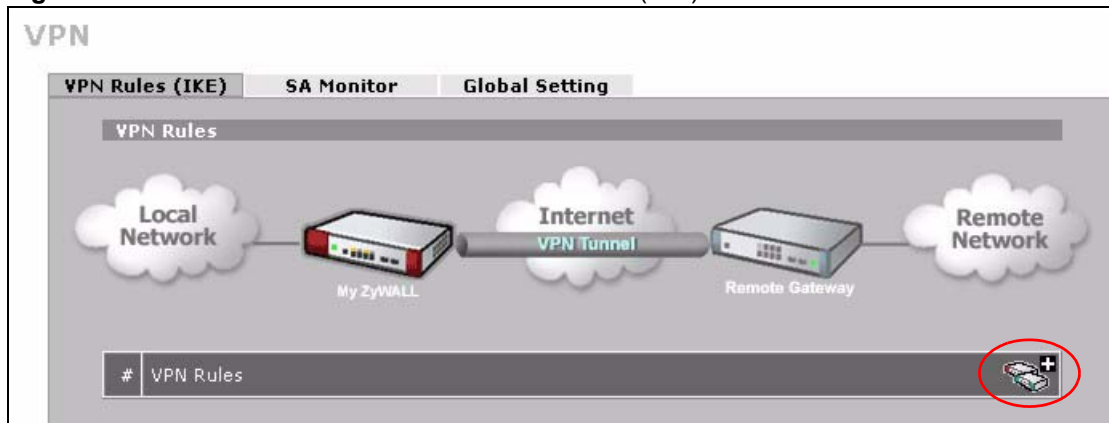 VPN
VPN Rules (IKE) SA Monitor Global Setting
VPN Rules
Local
Network
Internet
VPN Tunnel
Remote
Network
My ZyWALL
Remote Gateway
# VPN Rules